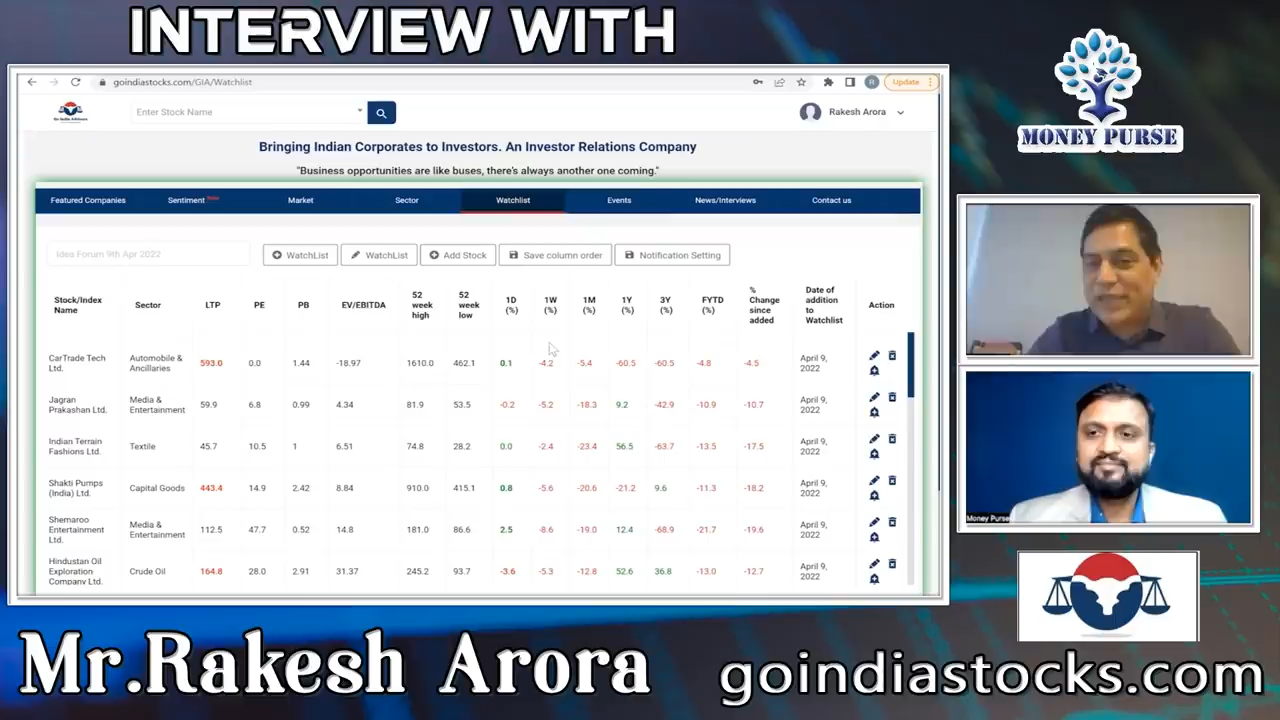 INTERVIEW WITH
goindiastocks.com/GIA/Watchlist
R
Update
Go India Advisors
Enter Stock Name
Rakesh Arora
Bringing Indian Corporates to Investors. An Investor Relations Company
"Business opportunities are like buses, there's always another one coming."
Featured Companies Sentiment New Market Sector Watchlist Events News/Interviews Contact us
Idea Forum 9th Apr 2022 WatchList WatchList Add Stock Save column order Notification Setting
Stock/Index Name Sector LTP PE PB EV/EBITDA 52 week high 52 week low 1D (%) 1W (%) 1M (%) 1Y (%) 3Y (%) FYTD (%) % Change since added Date of addition to Watchlist Action
CarTrade Tech Ltd. Automobile & Ancillaries 593.0 0.0 1.44 -18.97 1610.0 462.1 0.1 -4.2 -5.4 -60.5 -60.5 -4.8 -4.5 April 9, 2022
Jagran Prakashan Ltd. Media & Entertainment 59.9 6.8 0.99 4.34 81.9 53.5 -0.2 -5.2 -18.3 9.2 -42.9 -10.9 -10.7 April 9, 2022
Indian Terrain Fashions Ltd. Textile 45.7 10.5 1 6.51 74.8 28.2 0.0 -2.4 -23.4 56.5 -63.7 -13.5 -17.5 April 9, 2022
Shakti Pumps (India) Ltd. Capital Goods 443.4 14.9 2.42 8.84 910.0 415.1 0.8 -5.6 -20.6 -21.2 9.6 -11.3 -18.2 April 9, 2022
Shemaroo Entertainment Ltd. Media & Entertainment 112.5 47.7 0.52 14.8 181.0 86.6 2.5 -8.6 -19.0 12.4 -68.9 -21.7 -19.6 April 9, 2022
Hindustan Oil Exploration Company Ltd. Crude Oil 164.8 28.0 2.91 31.37 245.2 93.7 -3.6 -5.3 -12.8 52.6 36.8 -13.0 -12.7 April 9, 2022
MONEY PURSE
Money Purse
Mr.Rakesh Arora
goindiastocks.com